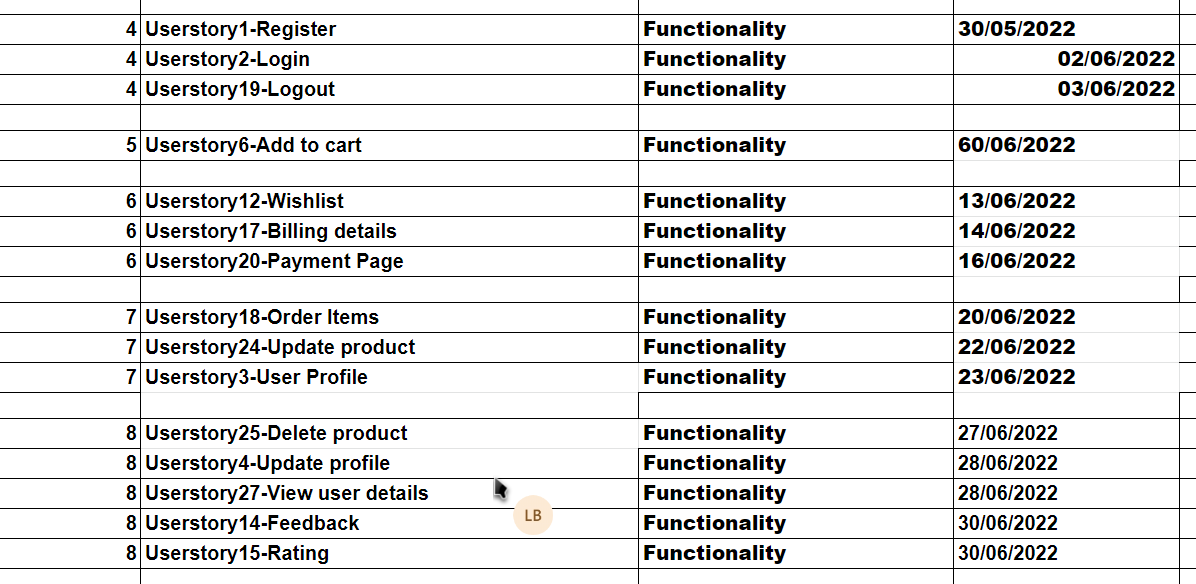 4 Userstory1-Register Functionality 30/05/2022
4 Userstory2-Login Functionality 02/06/2022
4 Userstory19-Logout Functionality 03/06/2022
5 Userstory6-Add to cart Functionality 60/06/2022
6 Userstory12-Wishlist Functionality 13/06/2022
6 Userstory17-Billing details Functionality 14/06/2022
6 Userstory20-Payment Page Functionality 16/06/2022
7 Userstory18-Order Items Functionality 20/06/2022
7 Userstory24-Update product Functionality 22/06/2022
7 Userstory3-User Profile Functionality 23/06/2022
8 Userstory25-Delete product Functionality 27/06/2022
8 Userstory4-Update profile Functionality 28/06/2022
8 Userstory27-View user details Functionality 28/06/2022
LB
8 Userstory14-Feedback Functionality 30/06/2022
8 Userstory15-Rating Functionality 30/06/2022